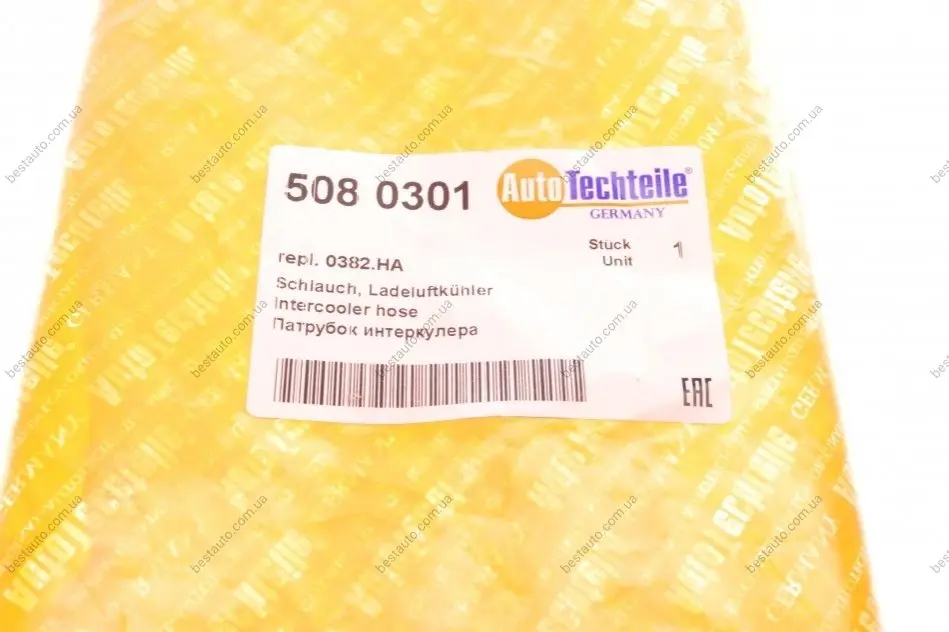 508 0301
AutoTechteile®
GERMANY
repl. 0382.HA
Stück 1
Unit
Schlauch, Ladeluftkühler
Intercooler hose
Патрубок интеркулера
EAC
bestauto.com.ua